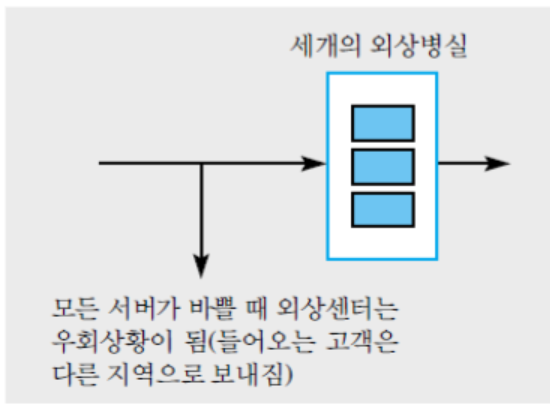 세개의 외상병실
모든 서버가 바쁠 때 외상센터는
우회상황이 됨(들어오는 고객은
다른 지역으로 보내짐)